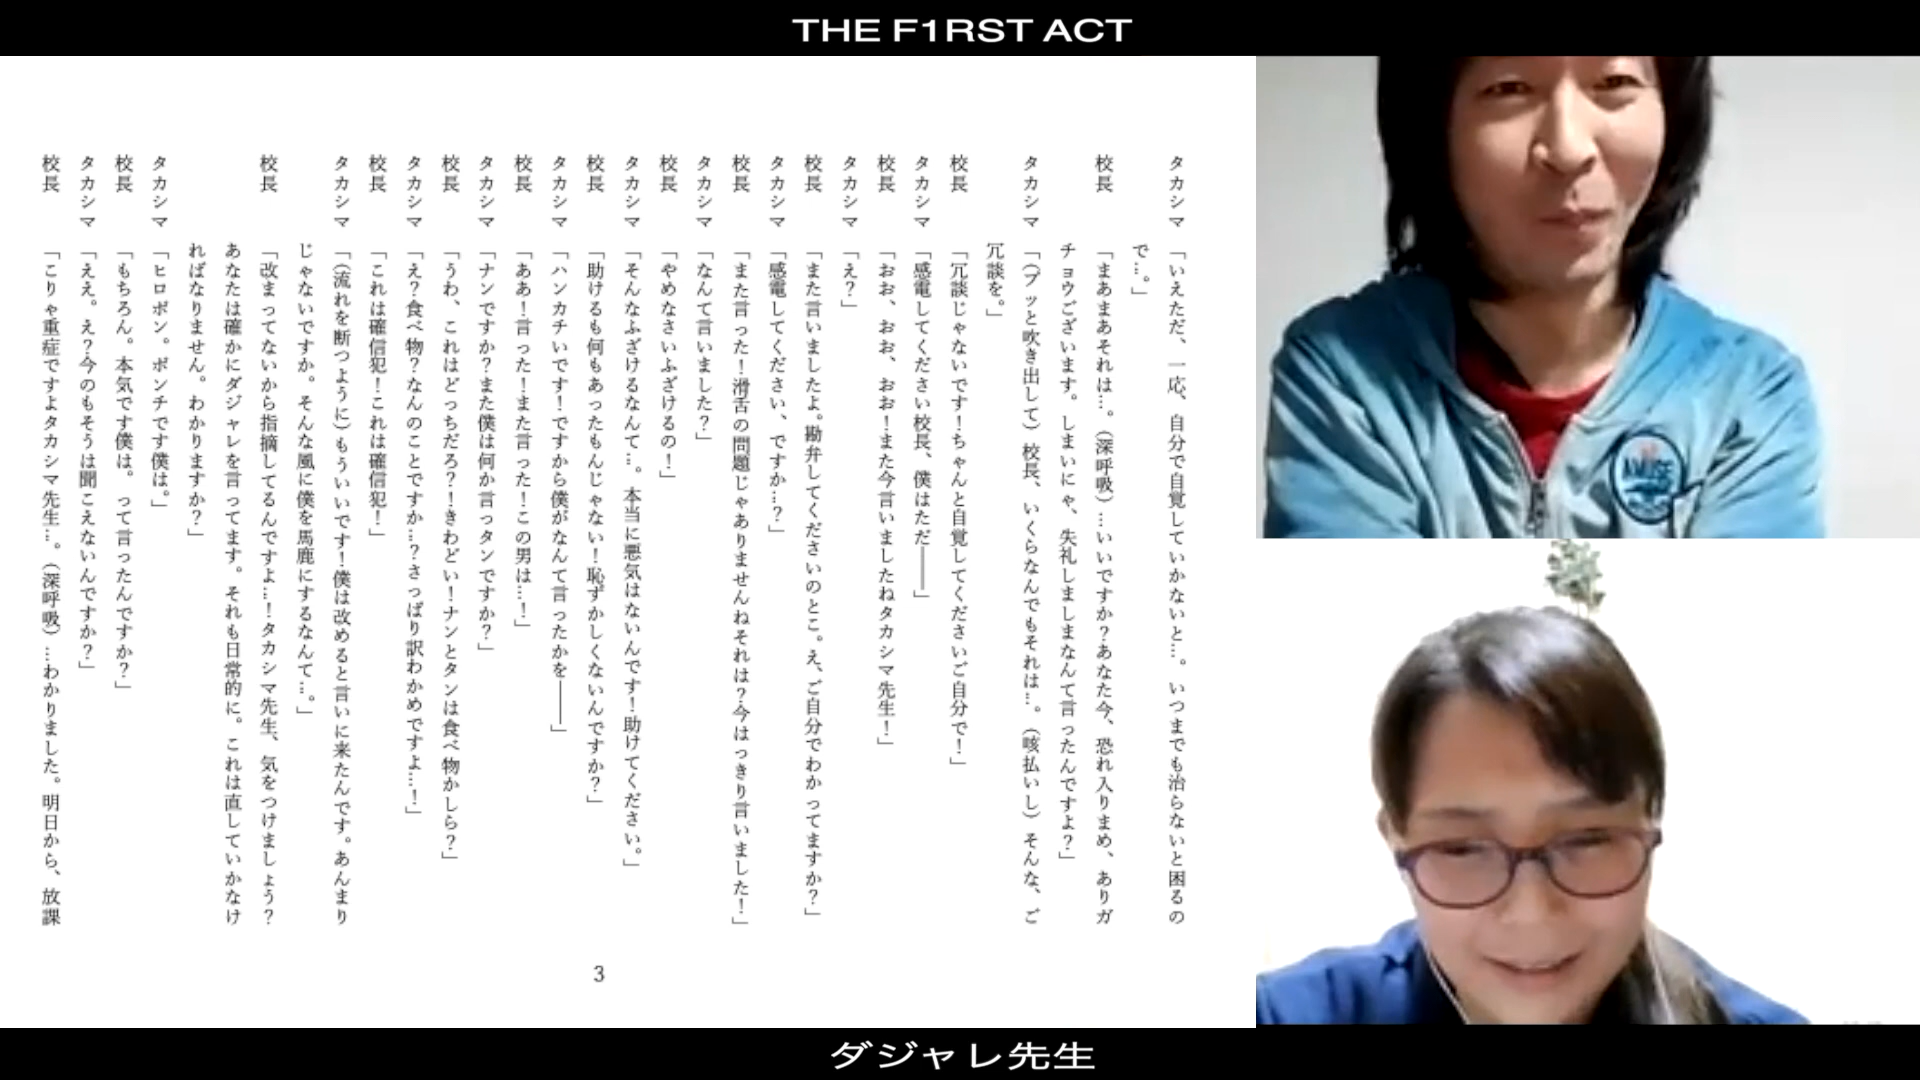 THE F1RST ACT
タカシマ 「いえただ、一応、自分で自覚していかないと…。いつまでも治らないと困るの
で…。」
校長 「まあまあそれは…。(深呼吸)…いいですか?あなた今、恐れ入りまめ、ありガ
チョウございます。しまいにゃ、失礼しましまなんて言ったんですよ?」
タカシマ 「(プッと吹き出して)校長、いくらなんでもそれは…。(咳払いし)そんな、ご
冗談を。」
校長 「冗談じゃないです!ちゃんと自覚してくださいご自分で!」
タカシマ 「感電してください校長、僕はただ――」
校長 「おお、おお、おお!また今言いましたねタカシマ先生!」
タカシマ 「え?」
校長 「また言いましたよ。勘弁してくださいのとこ。え、ご自分でわかってますか?」
タカシマ 「感電してください、ですか…?」
校長 「また言った!滑舌の問題じゃありませんねそれは?今はっきり言いました!」
タカシマ 「なんて言いました?」
校長 「やめなさいふざけるの!」
タカシマ 「そんなふざけるなんて…。本当に悪気はないんです!助けてください。」
校長 「助けるも何もあったもんじゃない!恥ずかしくないんですか?」
タカシマ 「ハンカチいです!ですから僕がなんて言ったかを――」
校長 「ああ!言った!また言った!この男は…!」
タカシマ 「ナンですか?また僕は何か言っタンですか?」
校長 「うわ、これはどっちだろ?!きわどい!ナンとタンは食べ物かしら?」
タカシマ 「え?食べ物?なんのことですか…?さっぱり訳わかめですよ…!」
校長 「これは確信犯!これは確信犯!」
タカシマ 「(流れを断つように)もういいです!僕は改めると言いに来たんです。あんまり
じゃないですか。そんな風に僕を馬鹿にするなんて…。」
校長 「改まってないから指摘してるんですよ…!タカシマ先生、気をつけましょう?
あなたは確かにダジャレを言ってます。それも日常的に。これは直していかなけ
ればなりません。わかりますか?」
タカシマ 「ヒロポン。ポンチです僕は。」
校長 「もちろん。本気です僕は。って言ったんですか?」
タカシマ 「ええ。え?今のもそうは聞こえないんですか?」
校長 「こりゃ重症ですよタカシマ先生…。(深呼吸)…わかりました。明日から、放課
3
AMUSE
ダジャレ先生